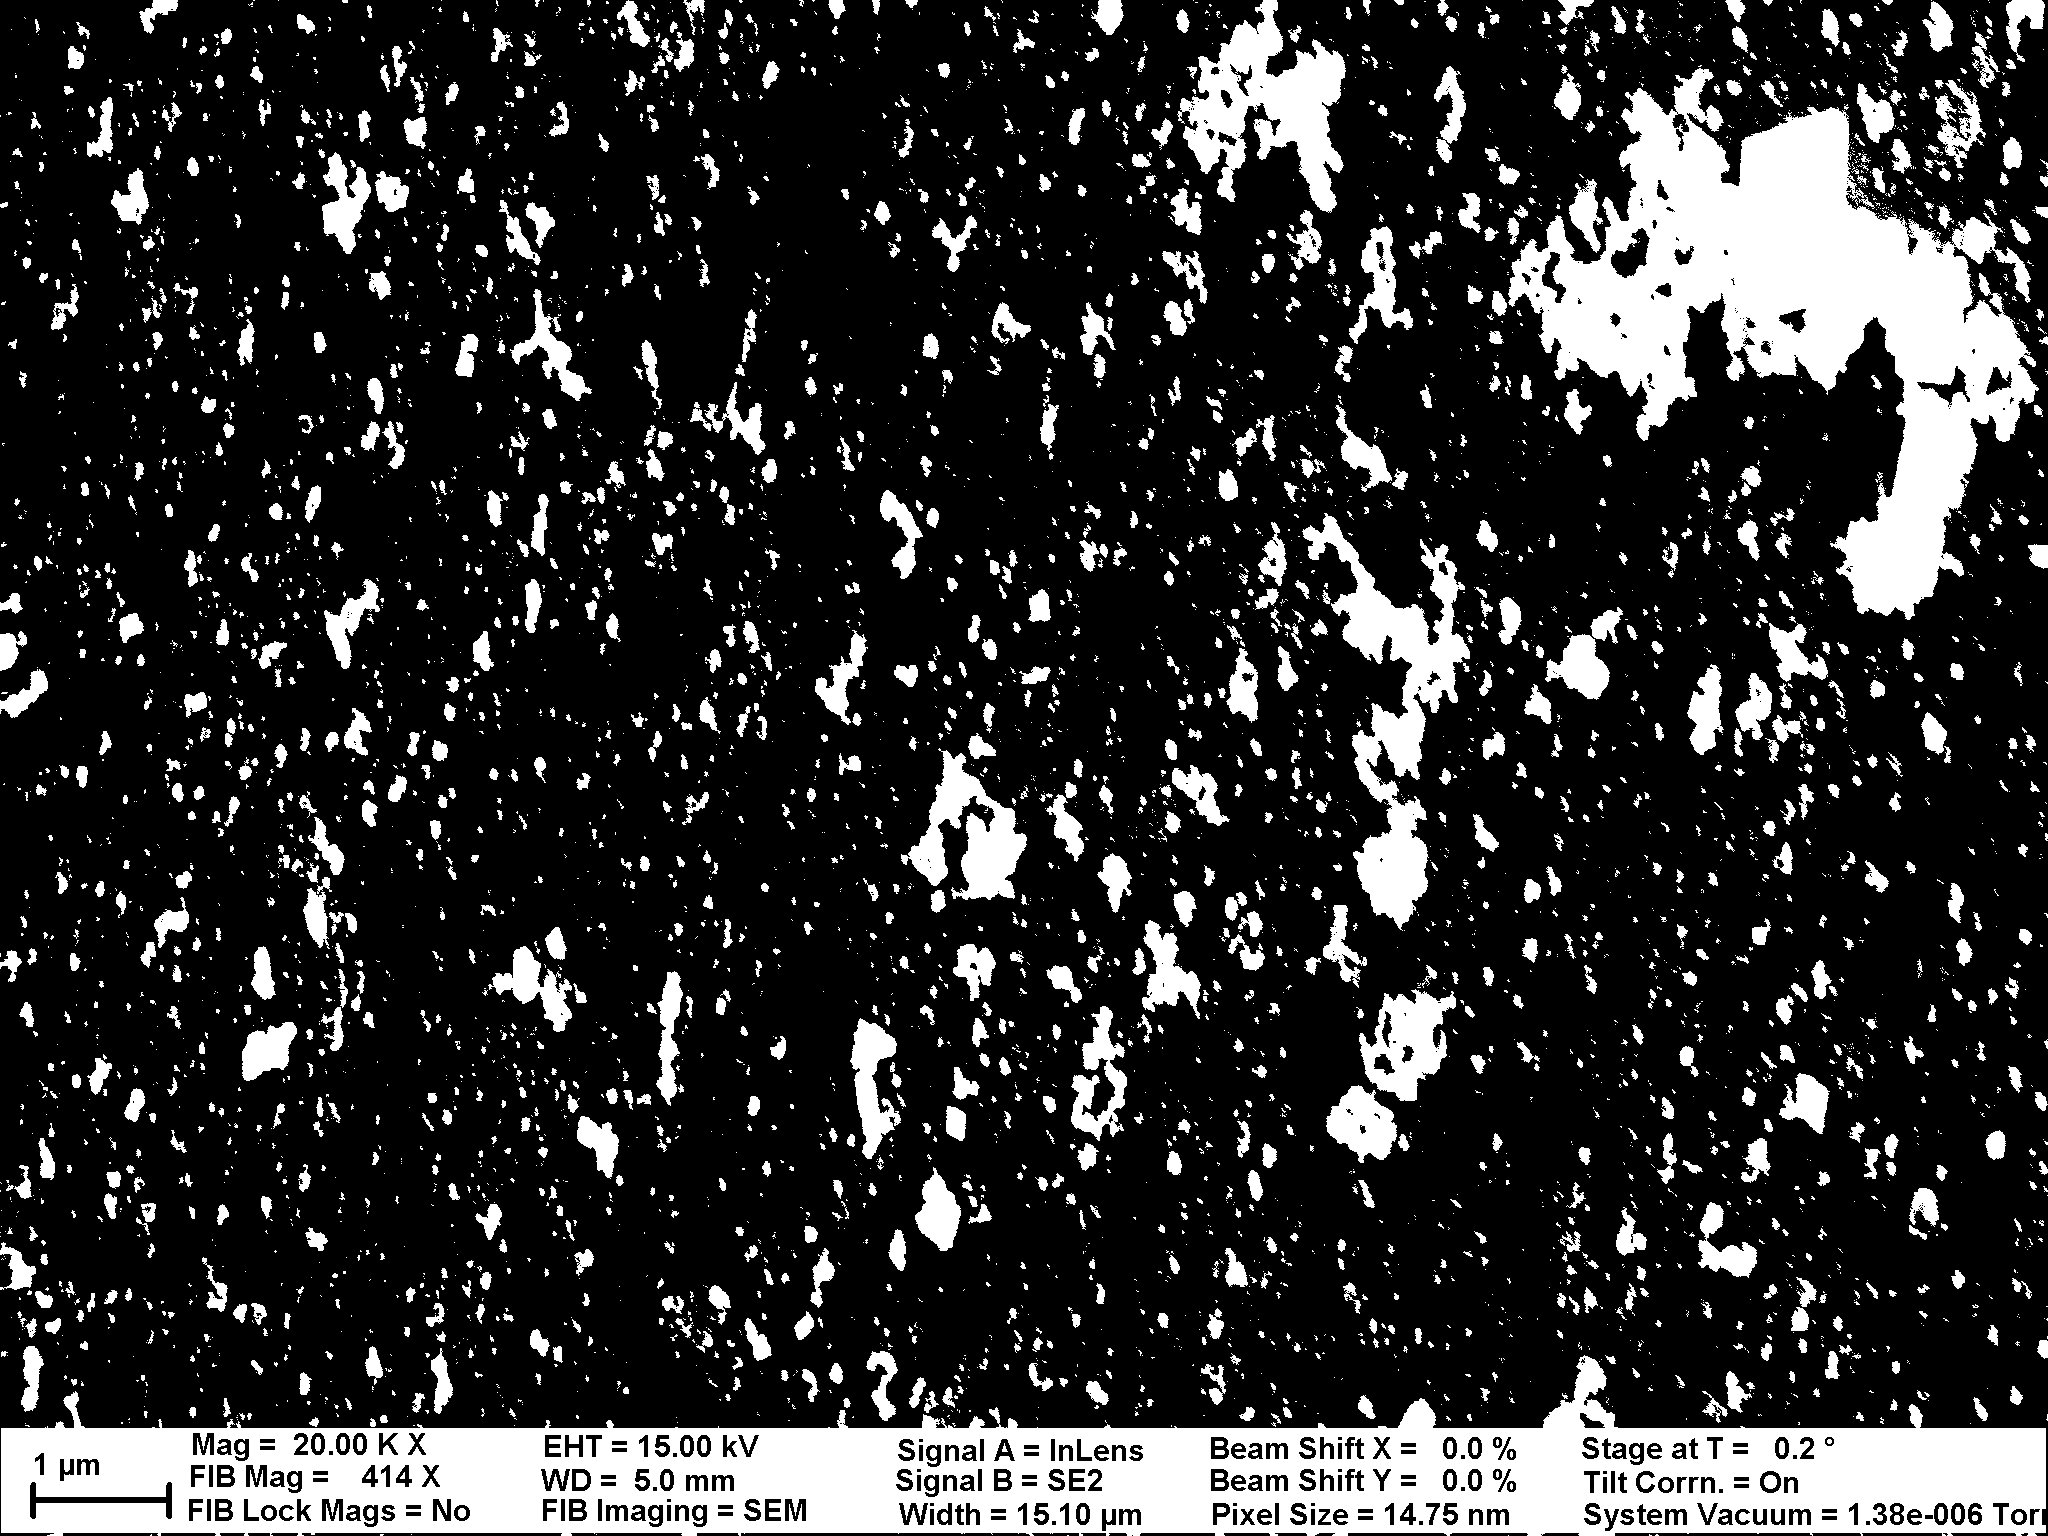 1 µm
Mag = 20.00 K X
FIB Mag = 414 X
FIB Lock Mags = No
EHT = 15.00 kV
WD = 5.0 mm
FIB Imaging = SEM
Signal A = InLens
Signal B = SE2
Width = 15.10 µm
Beam Shift X = 0.0 %
Beam Shift Y = 0.0 %
Pixel Size = 14.75 nm
Stage at T = 0.2 °
Tilt Corrn. = On
System Vacuum = 1.38e-006 Torr